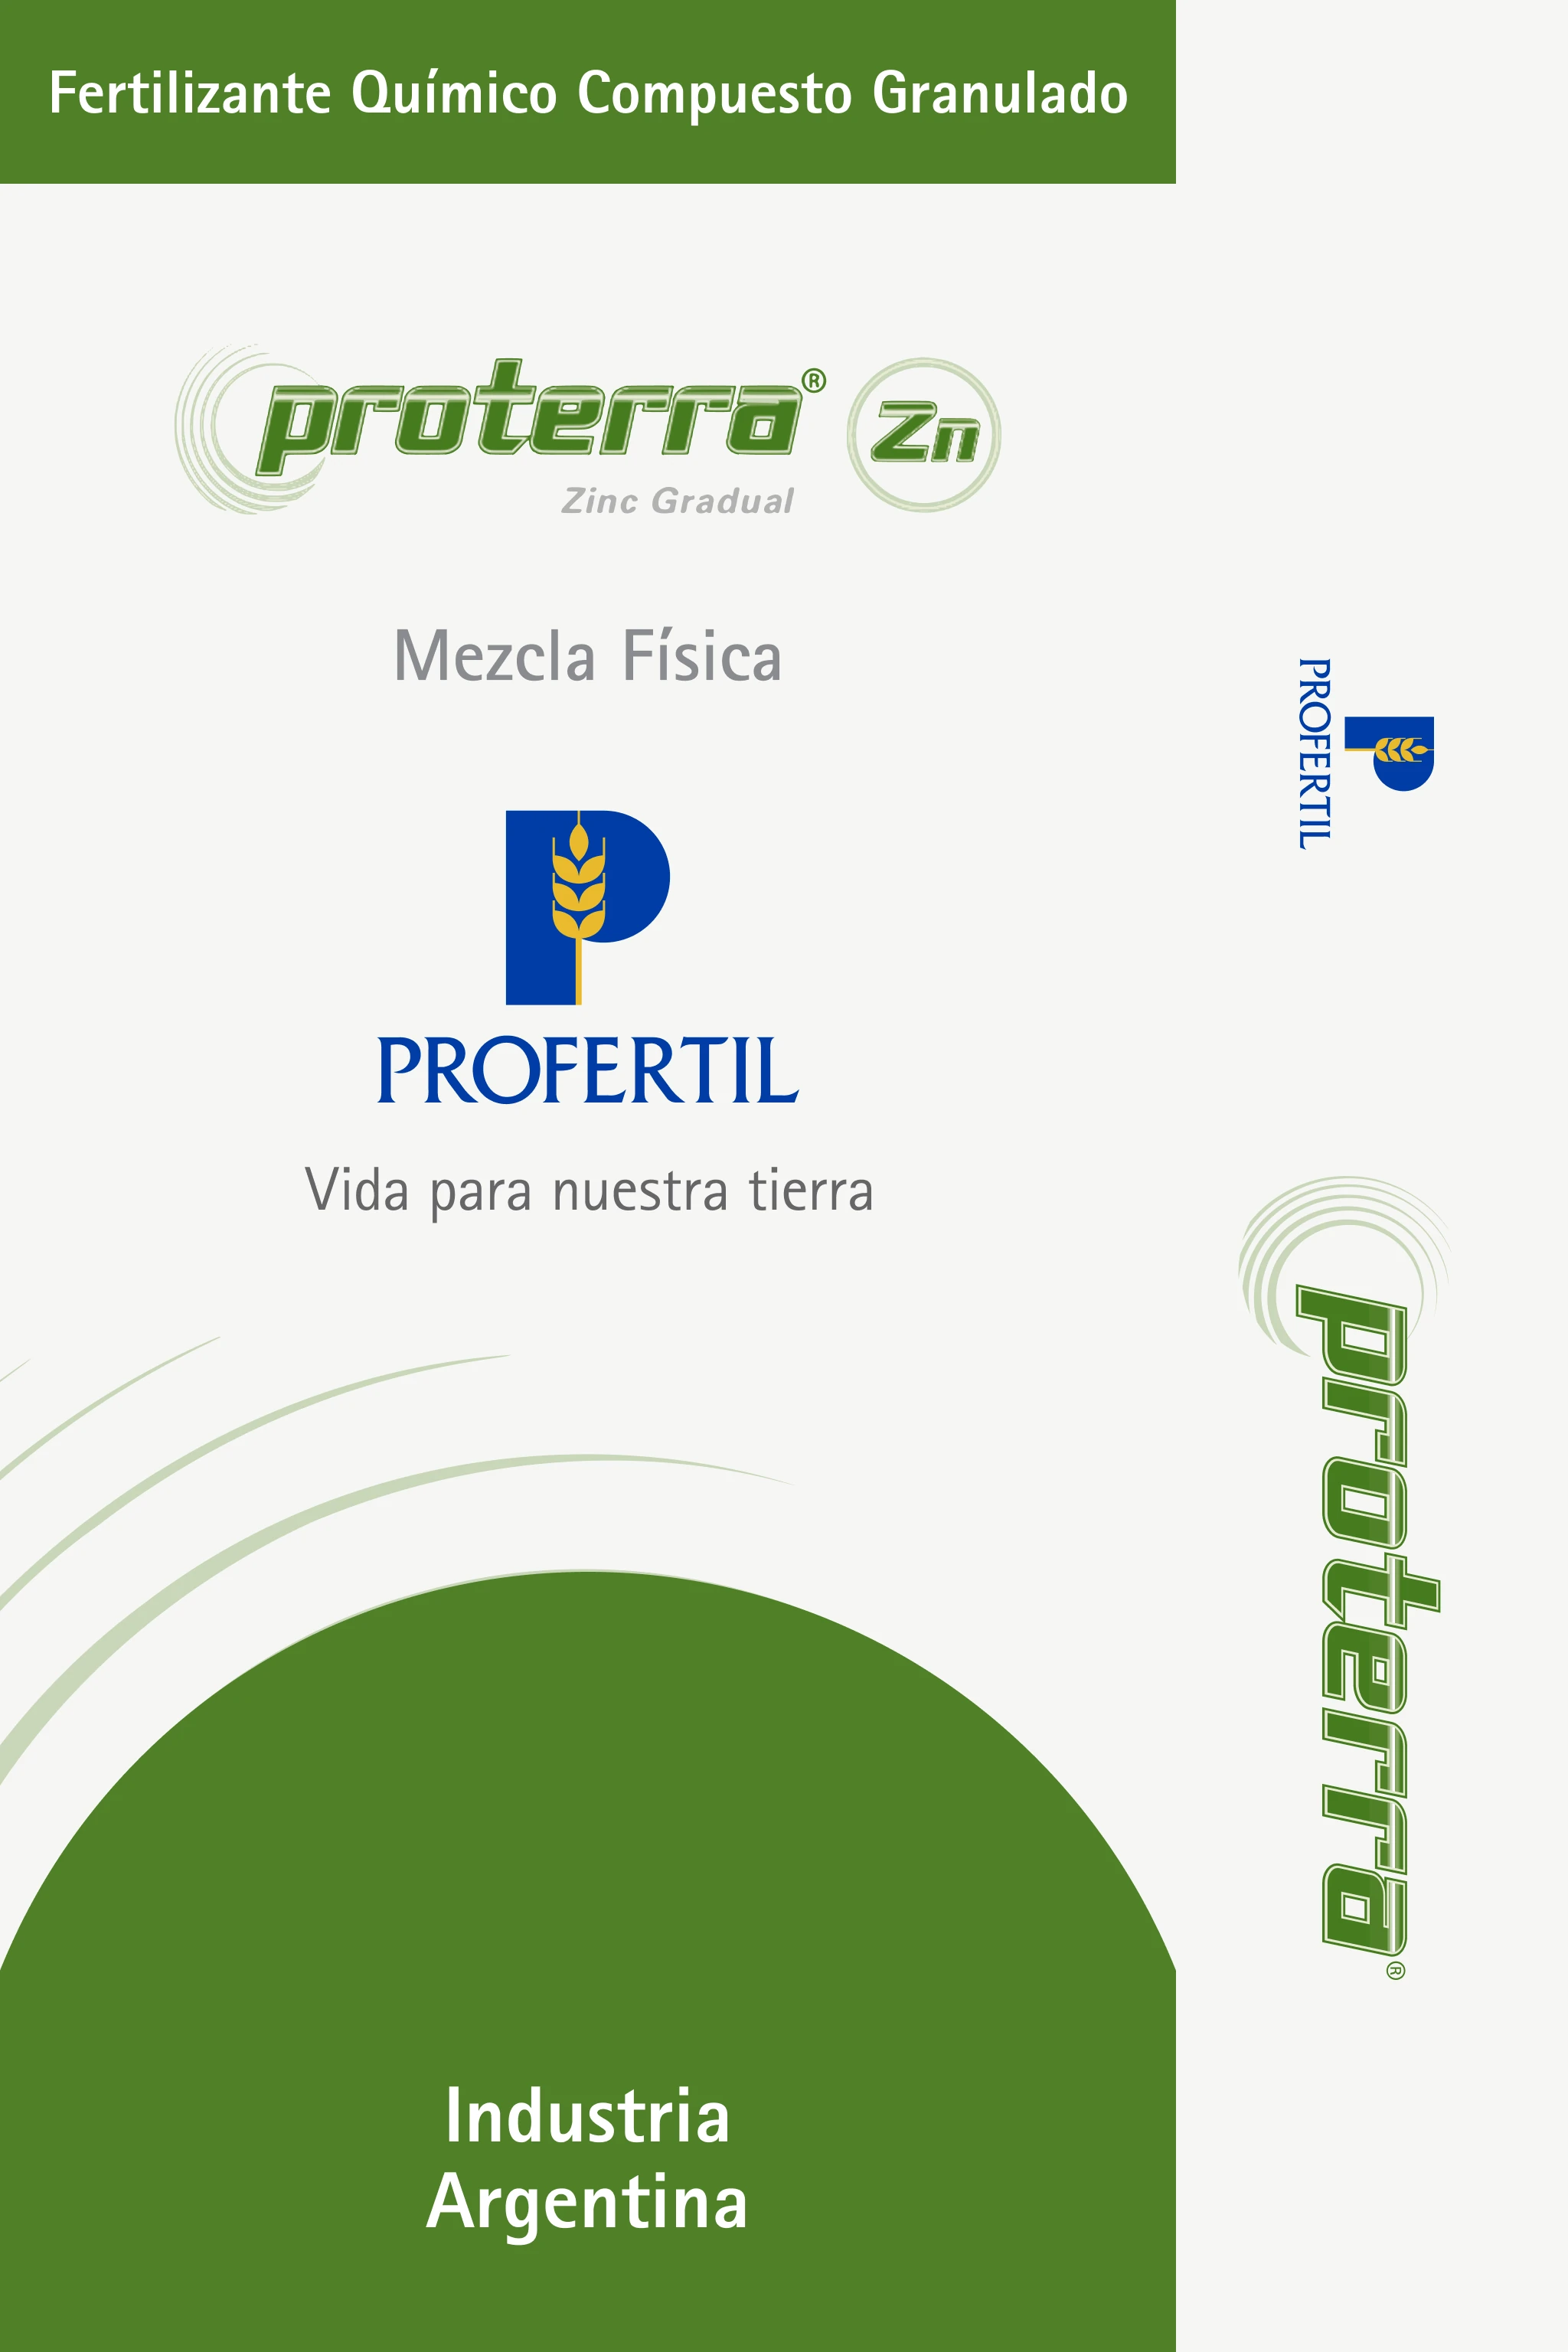 Fertilizante Químico Compuesto Granulado
proterra® Zn
Zinc Gradual
Mezcla Física
PROFERTIL
Vida para nuestra tierra
Industria
Argentina
PROFERTIL
proterra®